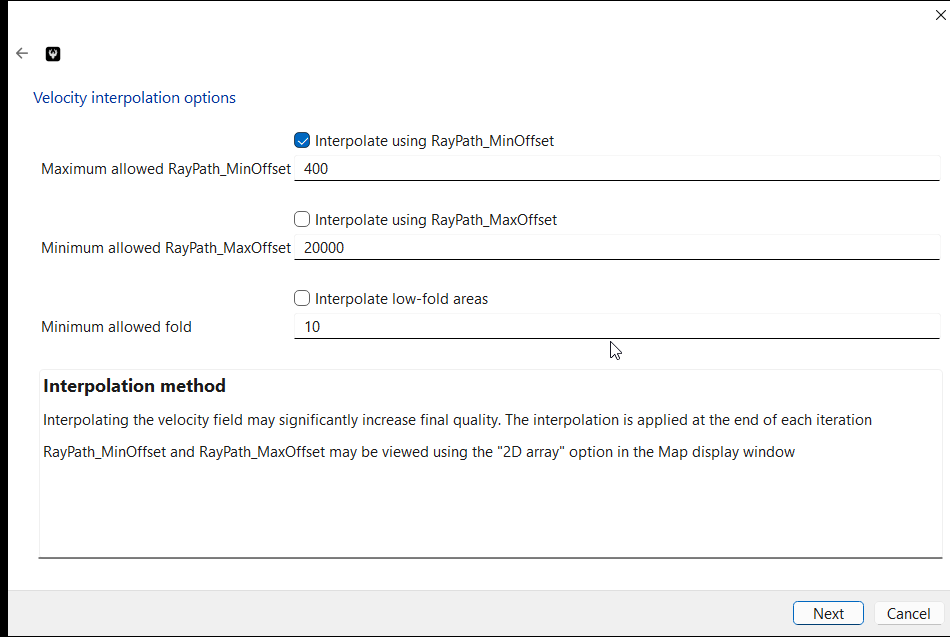 Velocity interpolation options
Interpolate using RayPath_MinOffset
Maximum allowed RayPath_MinOffset 400
Interpolate using RayPath_MaxOffset
Minimum allowed RayPath_MaxOffset 20000
Interpolate low-fold areas
Minimum allowed fold 10
Interpolation method
Interpolating the velocity field may significantly increase final quality. The interpolation is applied at the end of each iteration
RayPath_MinOffset and RayPath_MaxOffset may be viewed using the "2D array" option in the Map display window
Next Cancel